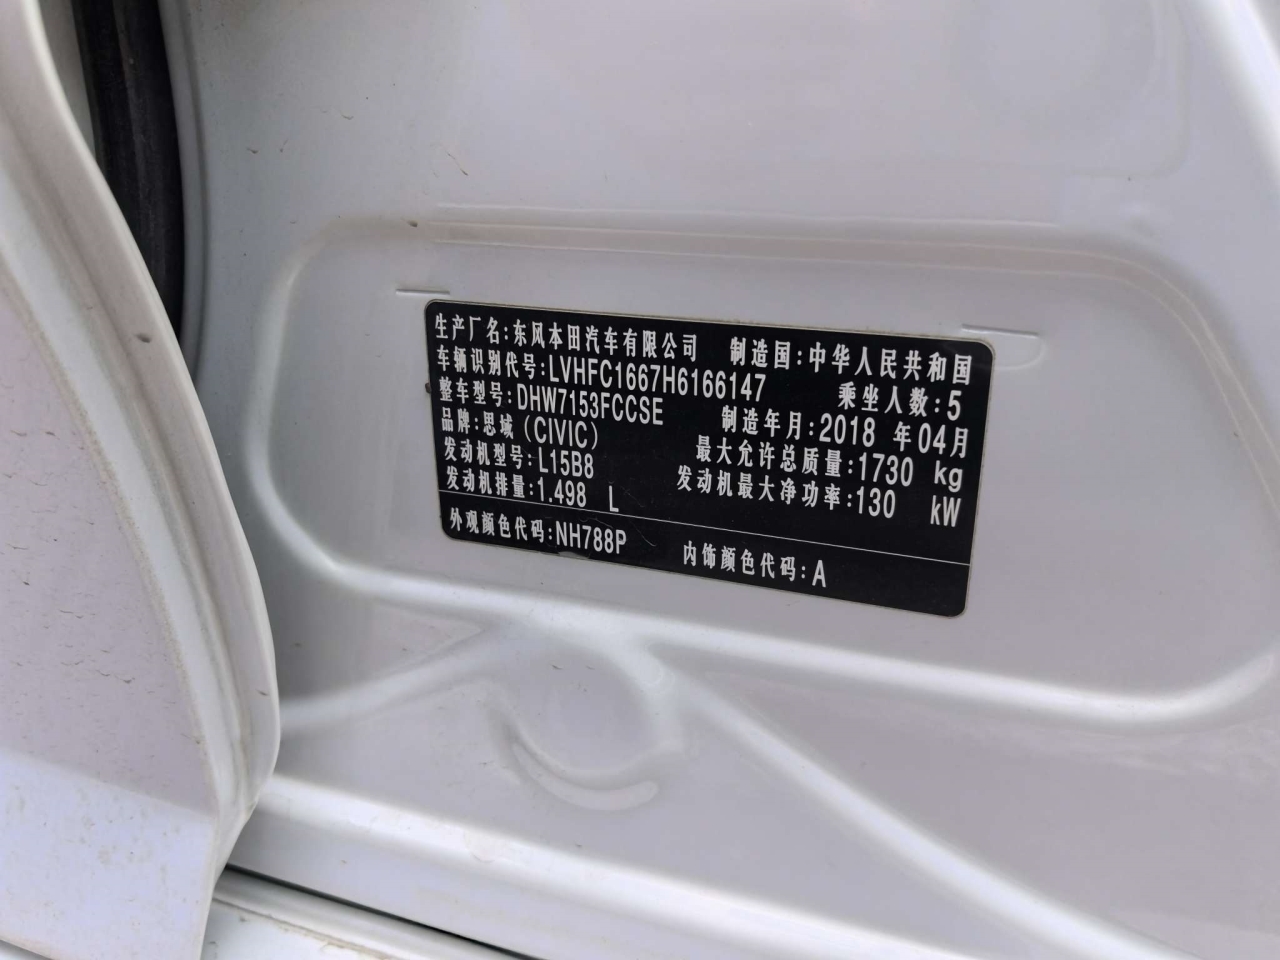 生产厂名:东风本田汽车有限公司 制造国:中华人民共和国
车辆识别代号:LVHFC1667H6166147 乘坐人数:5
整车型号:DHW7153FCCSE 制造年月:2018 年04月
品牌:思域(CIVIC) 最大允许总质量:1730 kg
发动机型号:L15B8 发动机最大净功率:130 kW
发动机排量:1.498 L
外观颜色代码:NH788P 内饰颜色代码:A